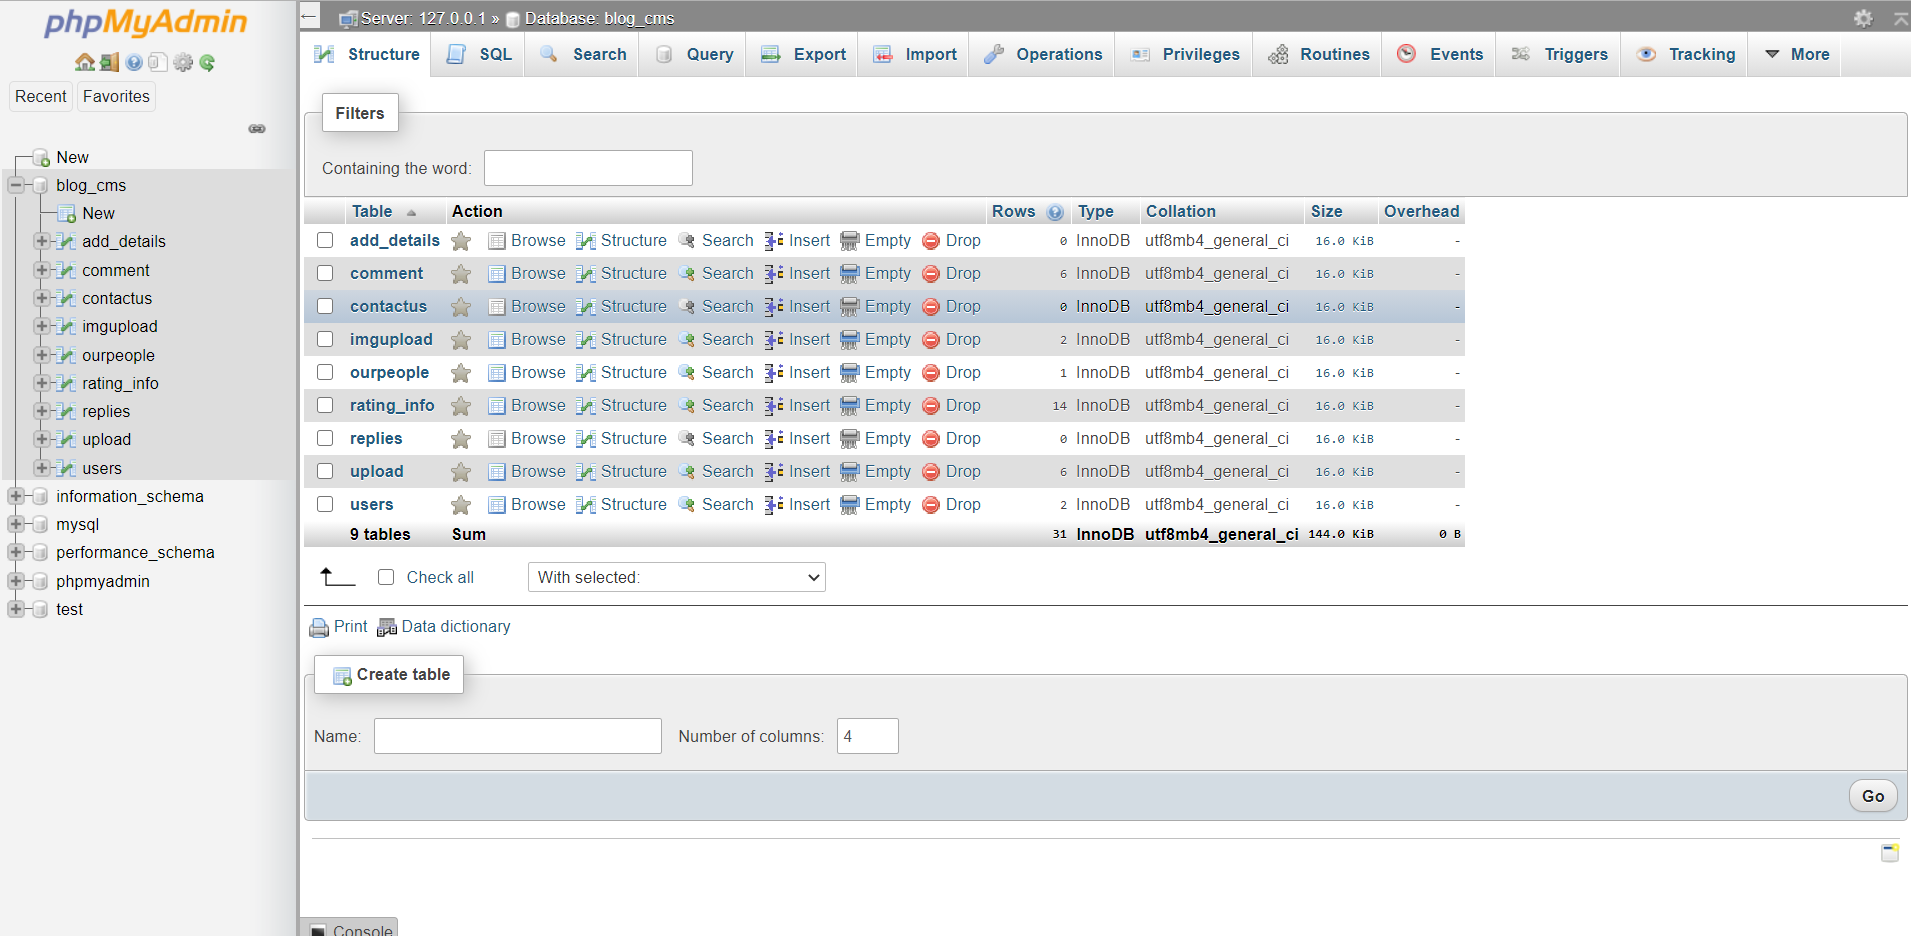 phpMyAdmin
Recent Favorites
New
blog_cms
New
add_details
comment
contactus
imgupload
ourpeople
rating_info
replies
upload
users
information_schema
mysql
performance_schema
phpmyadmin
test
Server: 127.0.0.1 » Database: blog_cms
Structure SQL Search Query Export Import Operations Privileges Routines Events Triggers Tracking More
Filters
Containing the word:
Table Action Rows Type Collation Size Overhead
add_details Browse Structure Search Insert Empty Drop 0 InnoDB utf8mb4_general_ci 16.0 KiB -
comment Browse Structure Search Insert Empty Drop 6 InnoDB utf8mb4_general_ci 16.0 KiB -
contactus Browse Structure Search Insert Empty Drop 0 InnoDB utf8mb4_general_ci 16.0 KiB -
imgupload Browse Structure Search Insert Empty Drop 2 InnoDB utf8mb4_general_ci 16.0 KiB -
ourpeople Browse Structure Search Insert Empty Drop 1 InnoDB utf8mb4_general_ci 16.0 KiB -
rating_info Browse Structure Search Insert Empty Drop 14 InnoDB utf8mb4_general_ci 16.0 KiB -
replies Browse Structure Search Insert Empty Drop 0 InnoDB utf8mb4_general_ci 16.0 KiB -
upload Browse Structure Search Insert Empty Drop 6 InnoDB utf8mb4_general_ci 16.0 KiB -
users Browse Structure Search Insert Empty Drop 2 InnoDB utf8mb4_general_ci 16.0 KiB -
9 tables Sum 31 InnoDB utf8mb4_general_ci 144.0 KiB 0 B
Check all With selected:
Print Data dictionary
Create table
Name: Number of columns: 4
Go
Console